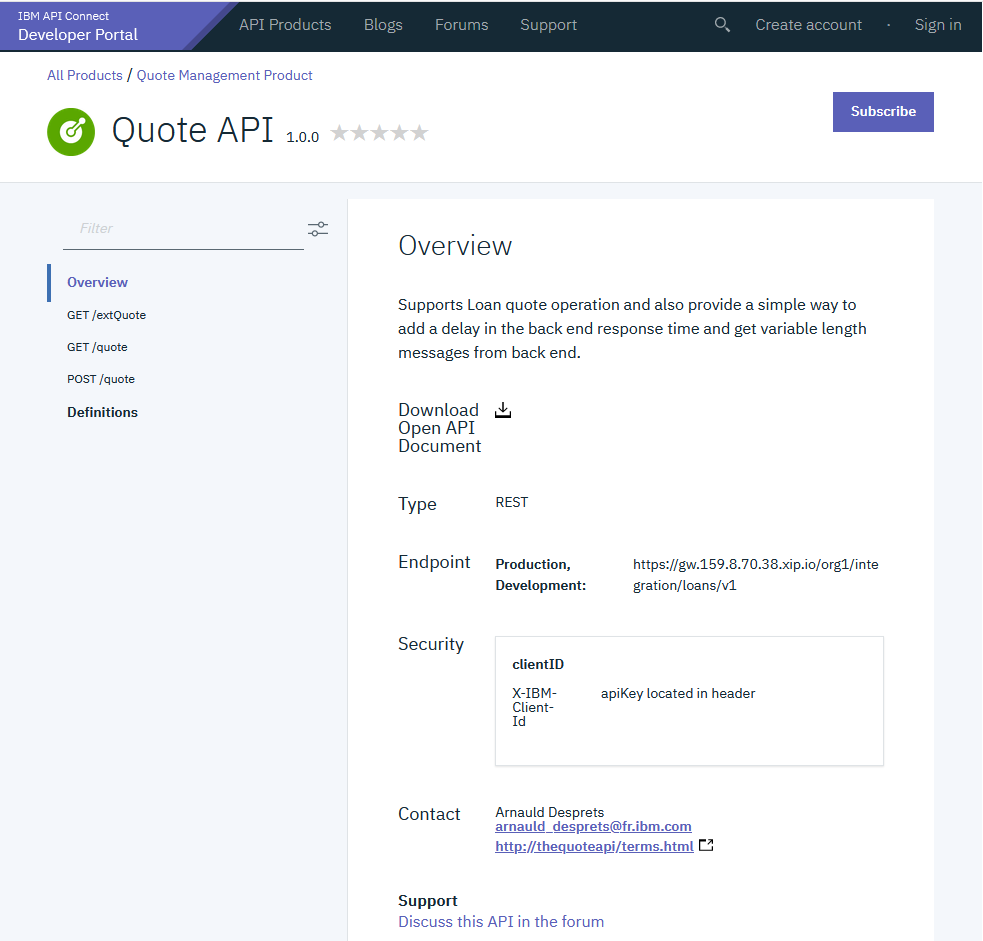 IBM API Connect
Developer Portal
API Products Blogs Forums Support Create account · Sign in
All Products / Quote Management Product
Quote API 1.0.0
Subscribe
Filter
Overview
GET /extQuote
GET /quote
POST /quote
Definitions
Overview
Supports Loan quote operation and also provide a simple way to
add a delay in the back end response time and get variable length
messages from back end.
Download
Open API
Document
Type REST
Endpoint Production, https://gw.159.8.70.38.xip.io/org1/inte
Development: gration/loans/v1
Security
clientID
X-IBM- apiKey located in header
Client-
Id
Contact Arnauld Desprets
arnauld_desprets@fr.ibm.com
http://thequoteapi/terms.html
Support
Discuss this API in the forum